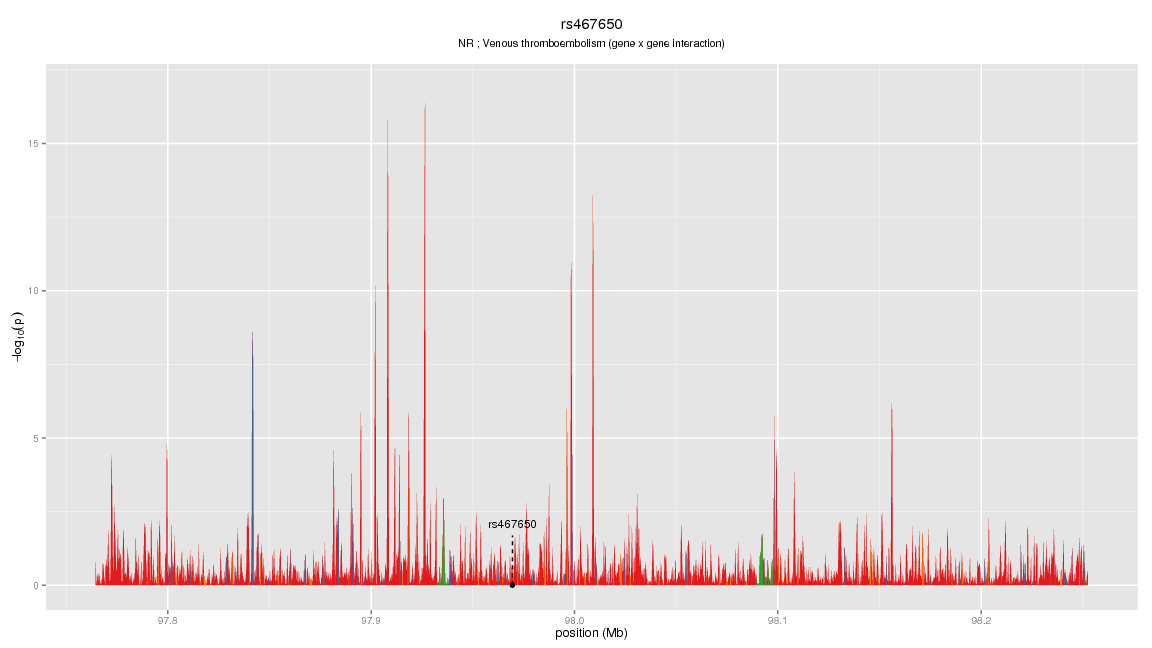 rs467650
NR ; Venous thromboembolism (gene x gene interaction)
−log10(p)
15
10
5
0
rs467650
97.8 97.9 98.0 98.1 98.2
position (Mb)